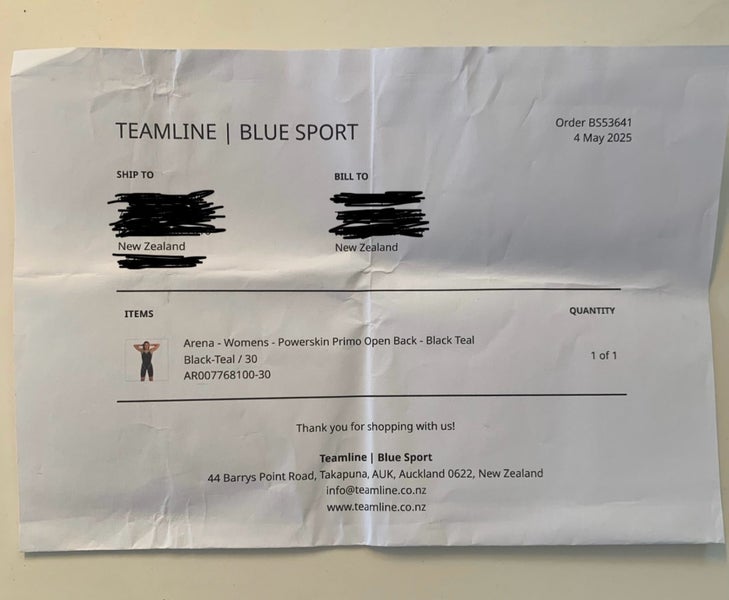 TEAMLINE | BLUE SPORT
Order BS53641
4 May 2025
SHIP TO
New Zealand
BILL TO
New Zealand
ITEMS
QUANTITY
Arena - Womens - Powerskin Primo Open Back - Black Teal
Black-Teal / 30
AR007768100-30
1 of 1
Thank you for shopping with us!
Teamline | Blue Sport
44 Barrys Point Road, Takapuna, AUK, Auckland 0622, New Zealand
info@teamline.co.nz
www.teamline.co.nz